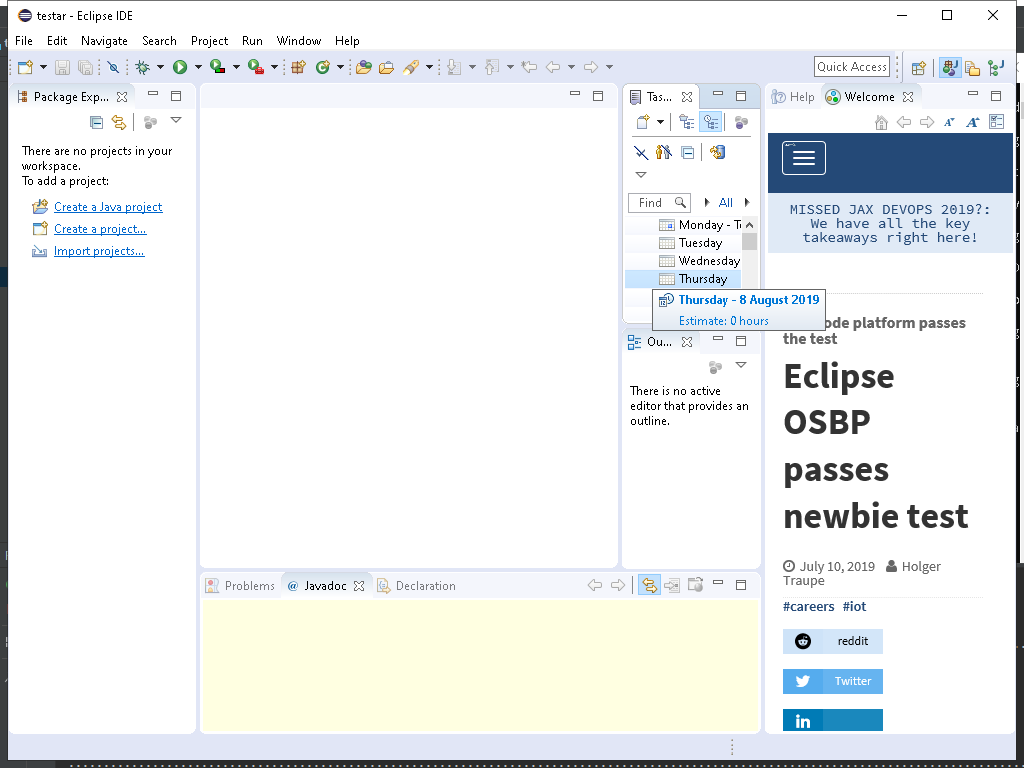 testar - Eclipse IDE
File Edit Navigate Search Project Run Window Help
Quick Access
Package Exp...
There are no projects in your
workspace.
To add a project:
Create a Java project
Create a project...
Import projects...
Tas...
Find
All
Monday - T
Tuesday
Wednesday
Thursday
Thursday - 8 August 2019
Estimate: 0 hours
Ou...
There is no active
editor that provides an
outline.
Problems
@ Javadoc
Declaration
Help
Welcome
MISSED JAX DEVOPS 2019?:
We have all the key
takeaways right here!
ode platform passes
the test
Eclipse
OSBP
passes
newbie test
July 10, 2019 Holger
Traupe
#careers #iot
reddit
Twitter
in